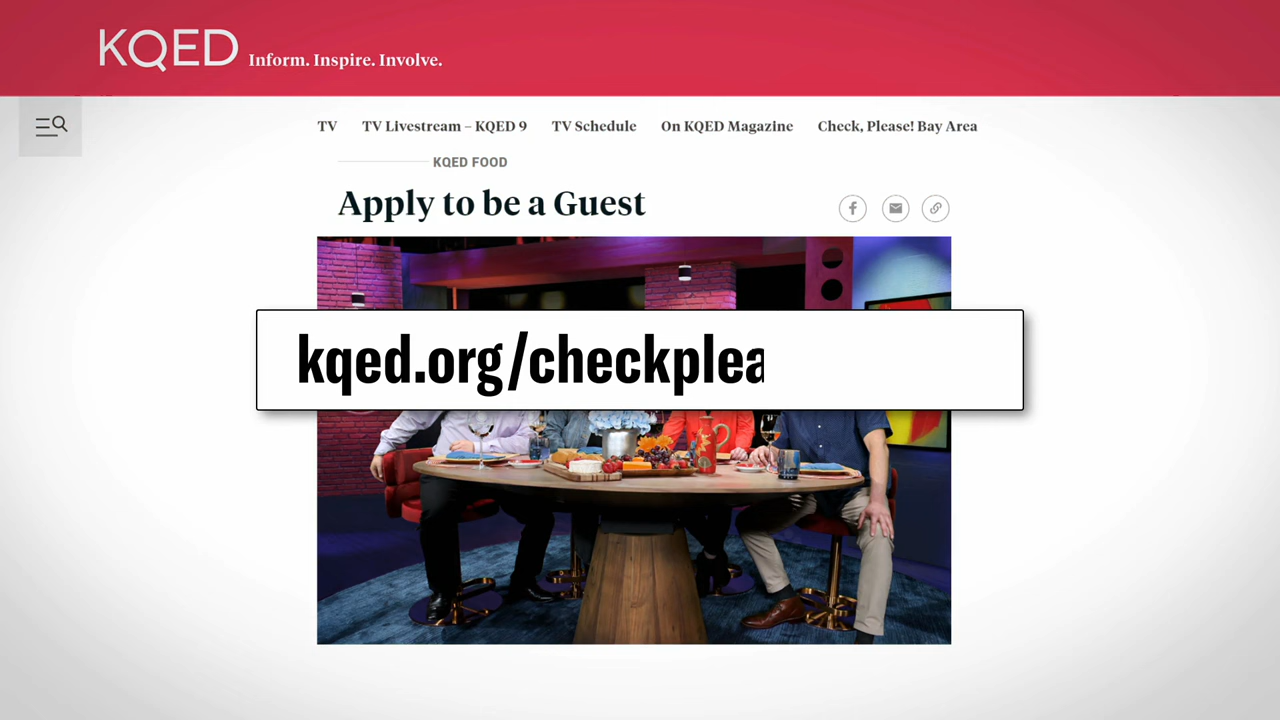 KQED Inform. Inspire. Involve.
TV TV Livestream – KQED 9 TV Schedule On KQED Magazine Check, Please! Bay Area
KQED FOOD
Apply to be a Guest
kqed.org/checkplea